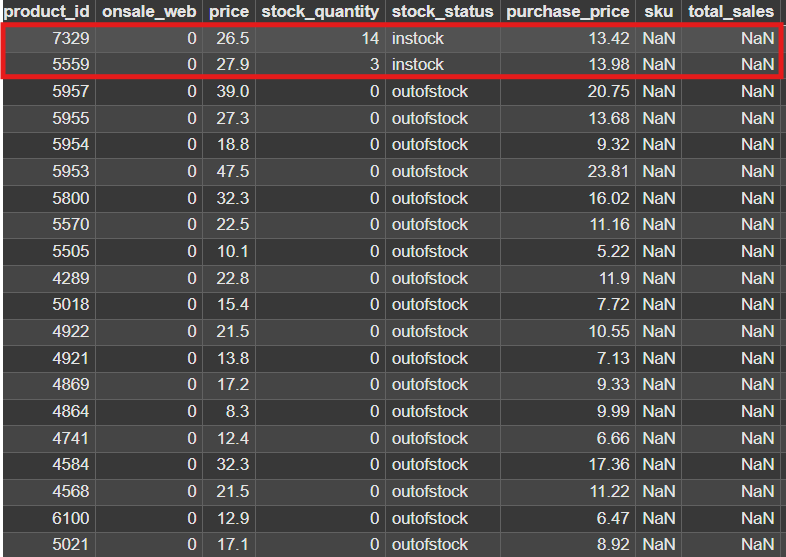 product_id onsale_web price stock_quantity stock_status purchase_price sku total_sales
7329 0 26.5 14 instock 13.42 NaN NaN
5559 0 27.9 3 instock 13.98 NaN NaN
5957 0 39.0 0 outofstock 20.75 NaN NaN
5955 0 27.3 0 outofstock 13.68 NaN NaN
5954 0 18.8 0 outofstock 9.32 NaN NaN
5953 0 47.5 0 outofstock 23.81 NaN NaN
5800 0 32.3 0 outofstock 16.02 NaN NaN
5570 0 22.5 0 outofstock 11.16 NaN NaN
5505 0 10.1 0 outofstock 5.22 NaN NaN
4289 0 22.8 0 outofstock 11.9 NaN NaN
5018 0 15.4 0 outofstock 7.72 NaN NaN
4922 0 21.5 0 outofstock 10.55 NaN NaN
4921 0 13.8 0 outofstock 7.13 NaN NaN
4869 0 17.2 0 outofstock 9.33 NaN NaN
4864 0 8.3 0 outofstock 9.99 NaN NaN
4741 0 12.4 0 outofstock 6.66 NaN NaN
4584 0 32.3 0 outofstock 17.36 NaN NaN
4568 0 21.5 0 outofstock 11.22 NaN NaN
6100 0 12.9 0 outofstock 6.47 NaN NaN
5021 0 17.1 0 outofstock 8.92 NaN NaN